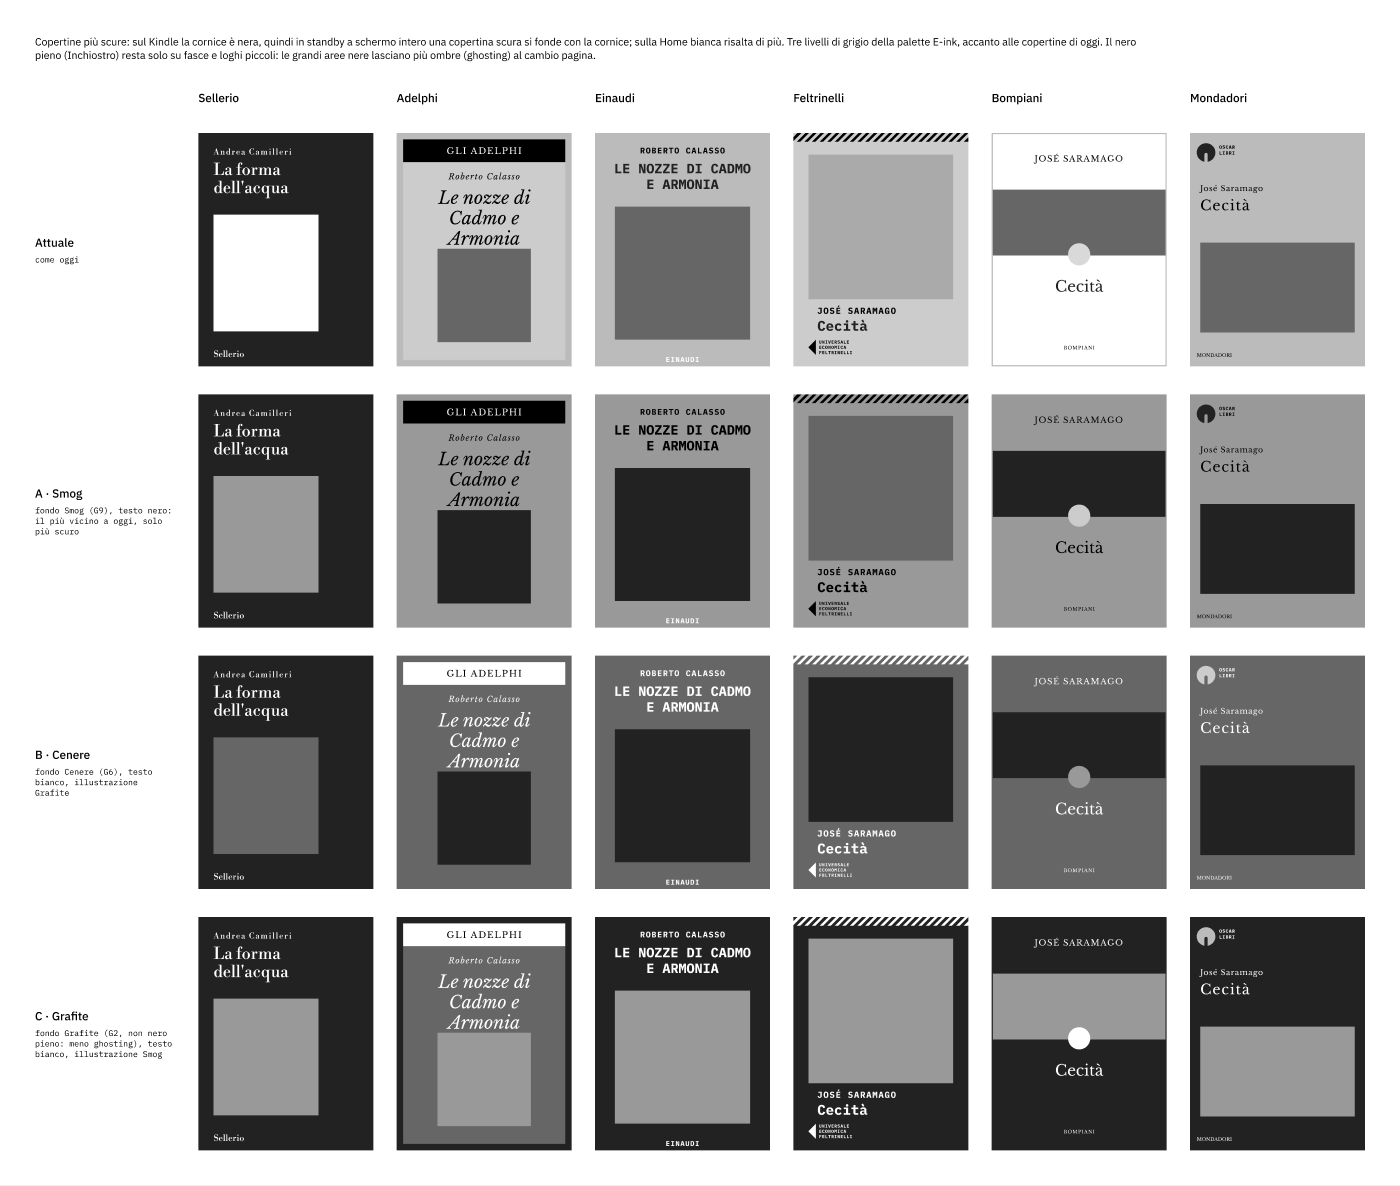 Copertine più scure: sul Kindle la cornice è nera, quindi in standby a schermo intero una copertina scura si fonde con la cornice; sulla Home bianca risalta di più. Tre livelli di grigio della palette E-ink, accanto alle copertine di oggi. Il nero
pieno (Inchiostro) resta solo su fasce e loghi piccoli: le grandi aree nere lasciano più ombre (ghosting) al cambio pagina.
Sellerio
Adelphi
Einaudi
Feltrinelli
Bompiani
Mondadori
Attuale
come oggi
Andrea Camilleri
La forma
dell'acqua
Sellerio
GLI ADELPHI
Roberto Calasso
Le nozze di
Cadmo e
Armonia
ROBERTO CALASSO
LE NOZZE DI CADMO
E ARMONIA
EINAUDI
JOSÉ SARAMAGO
Cecità
UNIVERSALE
ECONOMICA
FELTRINELLI
JOSÉ SARAMAGO
Cecità
BOMPIANI
OSCAR
LIBRI
José Saramago
Cecità
MONDADORI
A · Smog
fondo Smog (G9), testo nero:
il più vicino a oggi, solo
più scuro
Andrea Camilleri
La forma
dell'acqua
Sellerio
GLI ADELPHI
Roberto Calasso
Le nozze di
Cadmo e
Armonia
ROBERTO CALASSO
LE NOZZE DI CADMO
E ARMONIA
EINAUDI
JOSÉ SARAMAGO
Cecità
UNIVERSALE
ECONOMICA
FELTRINELLI
JOSÉ SARAMAGO
Cecità
BOMPIANI
OSCAR
LIBRI
José Saramago
Cecità
MONDADORI
B · Cenere
fondo Cenere (G6), testo
bianco, illustrazione
Grafite
Andrea Camilleri
La forma
dell'acqua
Sellerio
GLI ADELPHI
Roberto Calasso
Le nozze di
Cadmo e
Armonia
ROBERTO CALASSO
LE NOZZE DI CADMO
E ARMONIA
EINAUDI
JOSÉ SARAMAGO
Cecità
UNIVERSALE
ECONOMICA
FELTRINELLI
JOSÉ SARAMAGO
Cecità
BOMPIANI
OSCAR
LIBRI
José Saramago
Cecità
MONDADORI
C · Grafite
fondo Grafite (G2, non nero
pieno: meno ghosting), testo
bianco, illustrazione Smog
Andrea Camilleri
La forma
dell'acqua
Sellerio
GLI ADELPHI
Roberto Calasso
Le nozze di
Cadmo e
Armonia
ROBERTO CALASSO
LE NOZZE DI CADMO
E ARMONIA
EINAUDI
JOSÉ SARAMAGO
Cecità
UNIVERSALE
ECONOMICA
FELTRINELLI
JOSÉ SARAMAGO
Cecità
BOMPIANI
OSCAR
LIBRI
José Saramago
Cecità
MONDADORI